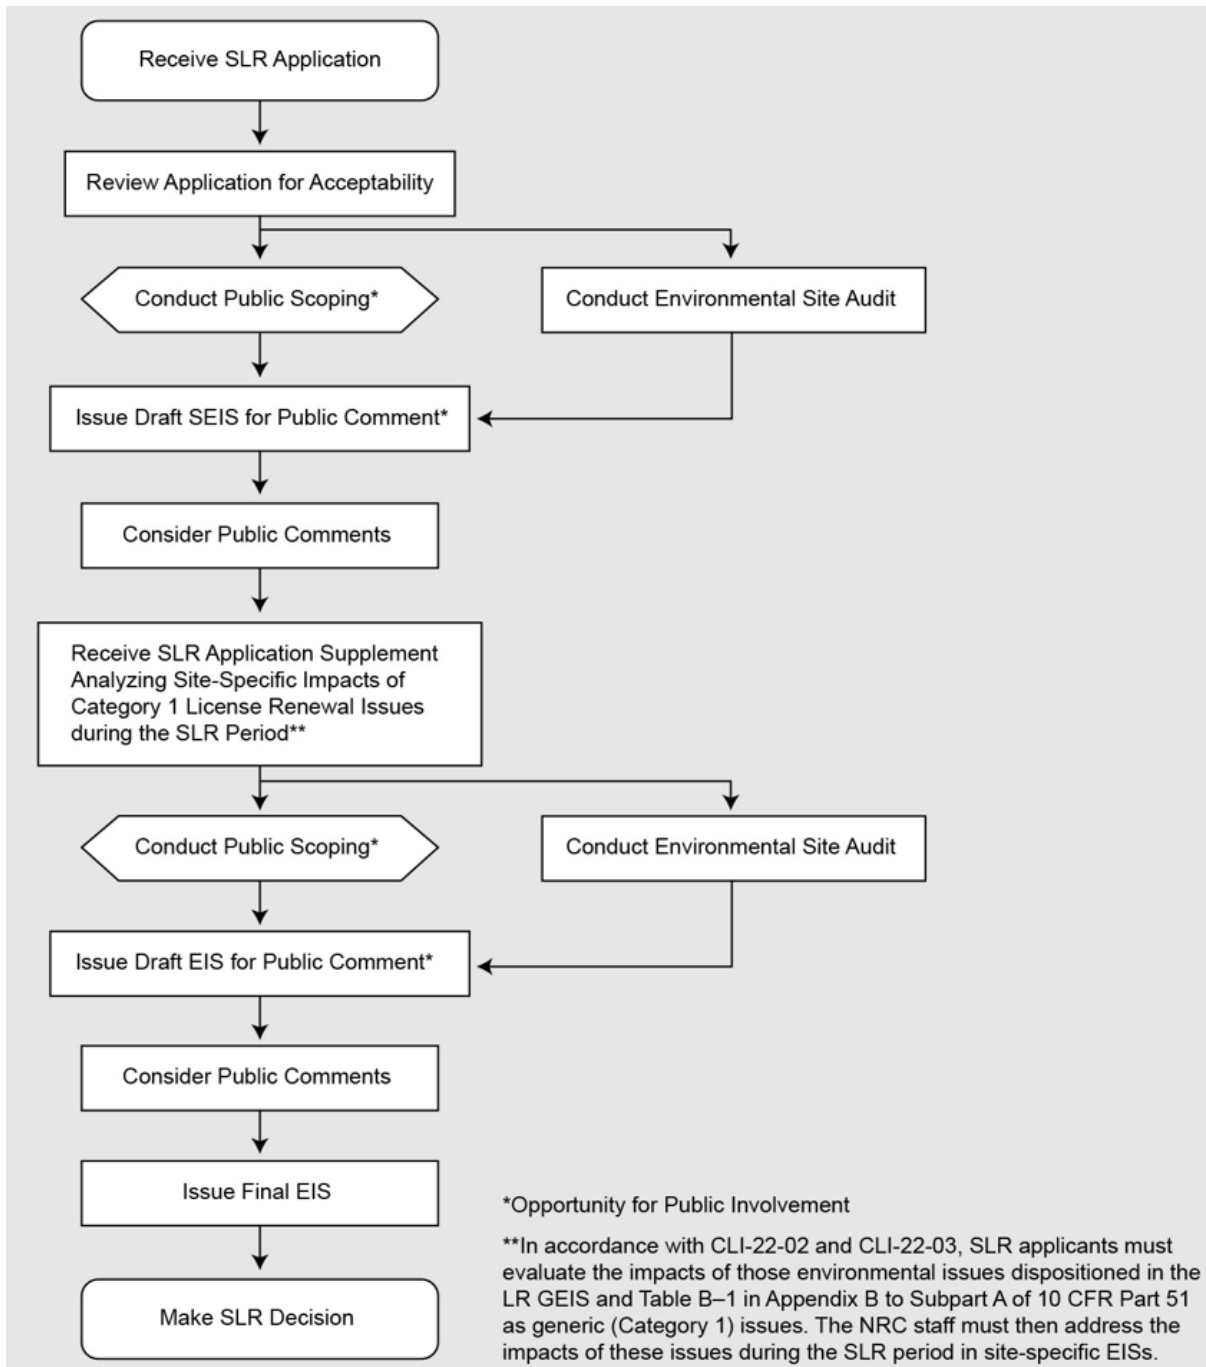 Receive SLR Application
Review Application for Acceptability
Conduct Public Scoping*
Conduct Environmental Site Audit
Issue Draft SEIS for Public Comment*
Consider Public Comments
Receive SLR Application Supplement
Analyzing Site-Specific Impacts of
Category 1 License Renewal Issues
during the SLR Period**
Conduct Public Scoping*
Conduct Environmental Site Audit
Issue Draft EIS for Public Comment*
Consider Public Comments
Issue Final EIS
Make SLR Decision
*Opportunity for Public Involvement
**In accordance with CLI-22-02 and CLI-22-03, SLR applicants must
evaluate the impacts of those environmental issues dispositioned in the
LR GEIS and Table B–1 in Appendix B to Subpart A of 10 CFR Part 51
as generic (Category 1) issues. The NRC staff must then address the
impacts of these issues during the SLR period in site-specific EISs.